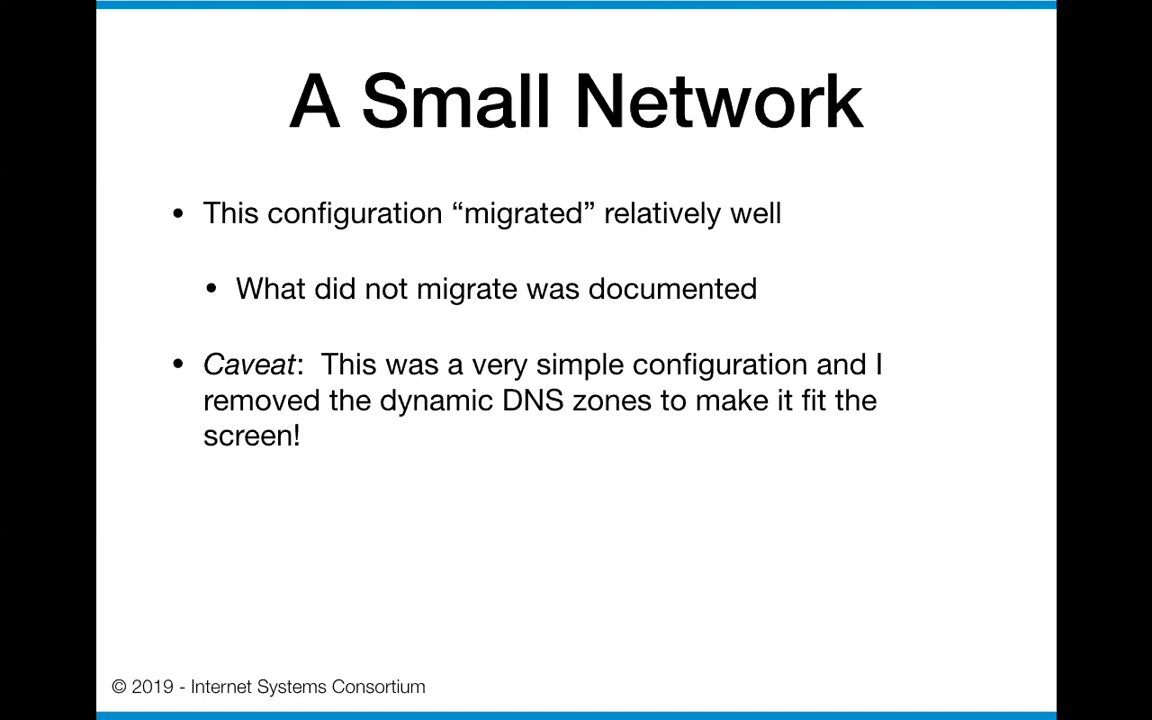 A Small Network
• This configuration “migrated” relatively well
• What did not migrate was documented
• Caveat:  This was a very simple configuration and I
removed the dynamic DNS zones to make it fit the
screen!
© 2019 - Internet Systems Consortium